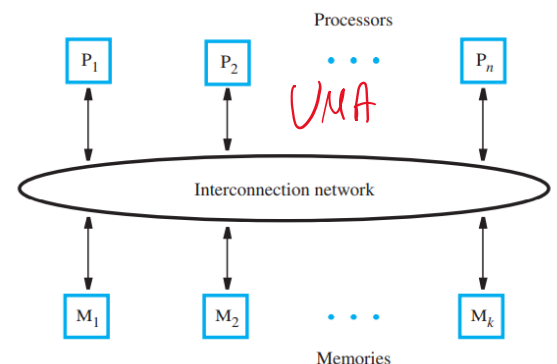 Processors
P1 P2 • • • Pn
UMA
Interconnection network
M1 M2 • • • Mk
Memories